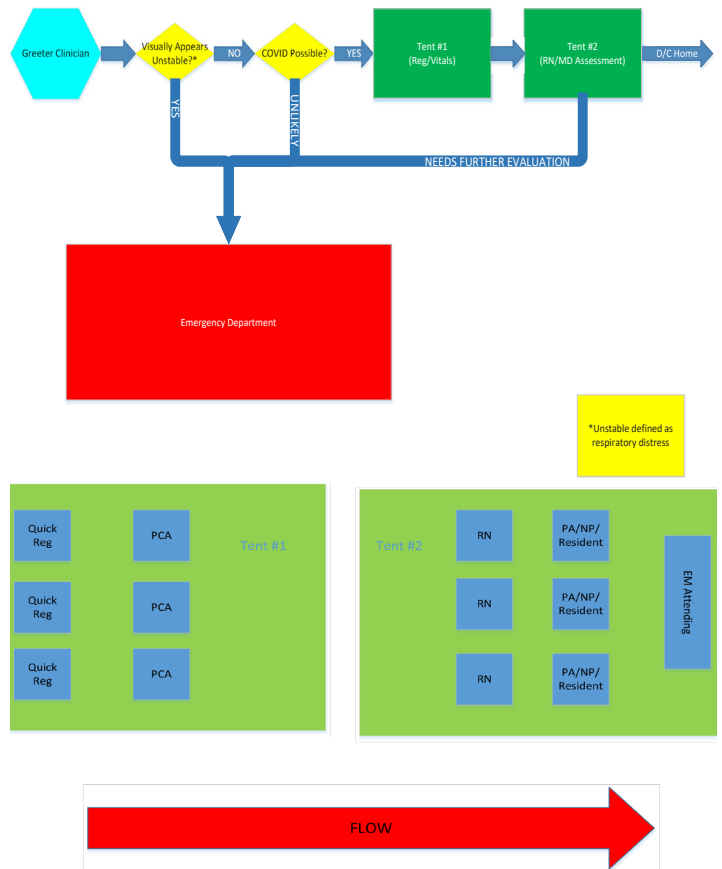 Greeter Clinician
Visually Appears
Unstable?*
NO
COVID Possible?
YES
Tent #1
(Reg/Vitals)
Tent #2
(RN/MD Assessment)
D/C Home
YES
UNLIKELY
NEEDS FURTHER EVALUATION
Emergency Department
*Unstable defined as
respiratory distress
Quick
Reg
PCA
Tent #1
Quick
Reg
PCA
Quick
Reg
PCA
Tent #2
RN
PA/NP/
Resident
RN
PA/NP/
Resident
RN
PA/NP/
Resident
EM Attending
FLOW